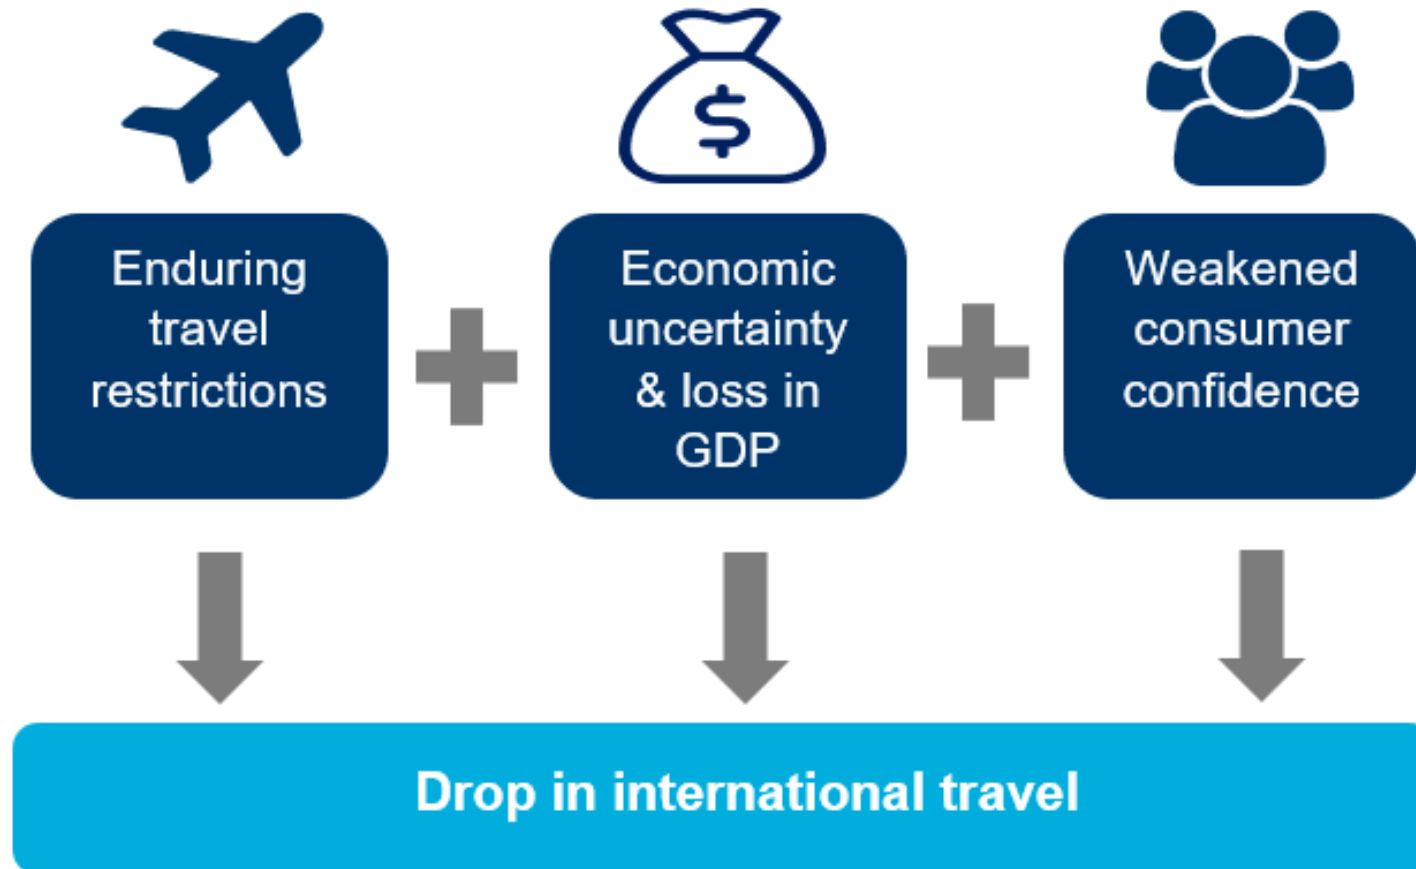 $
Enduring
travel
restrictions
Economic
uncertainty
& loss in
GDP
Weakened
consumer
confidence
Drop in international travel